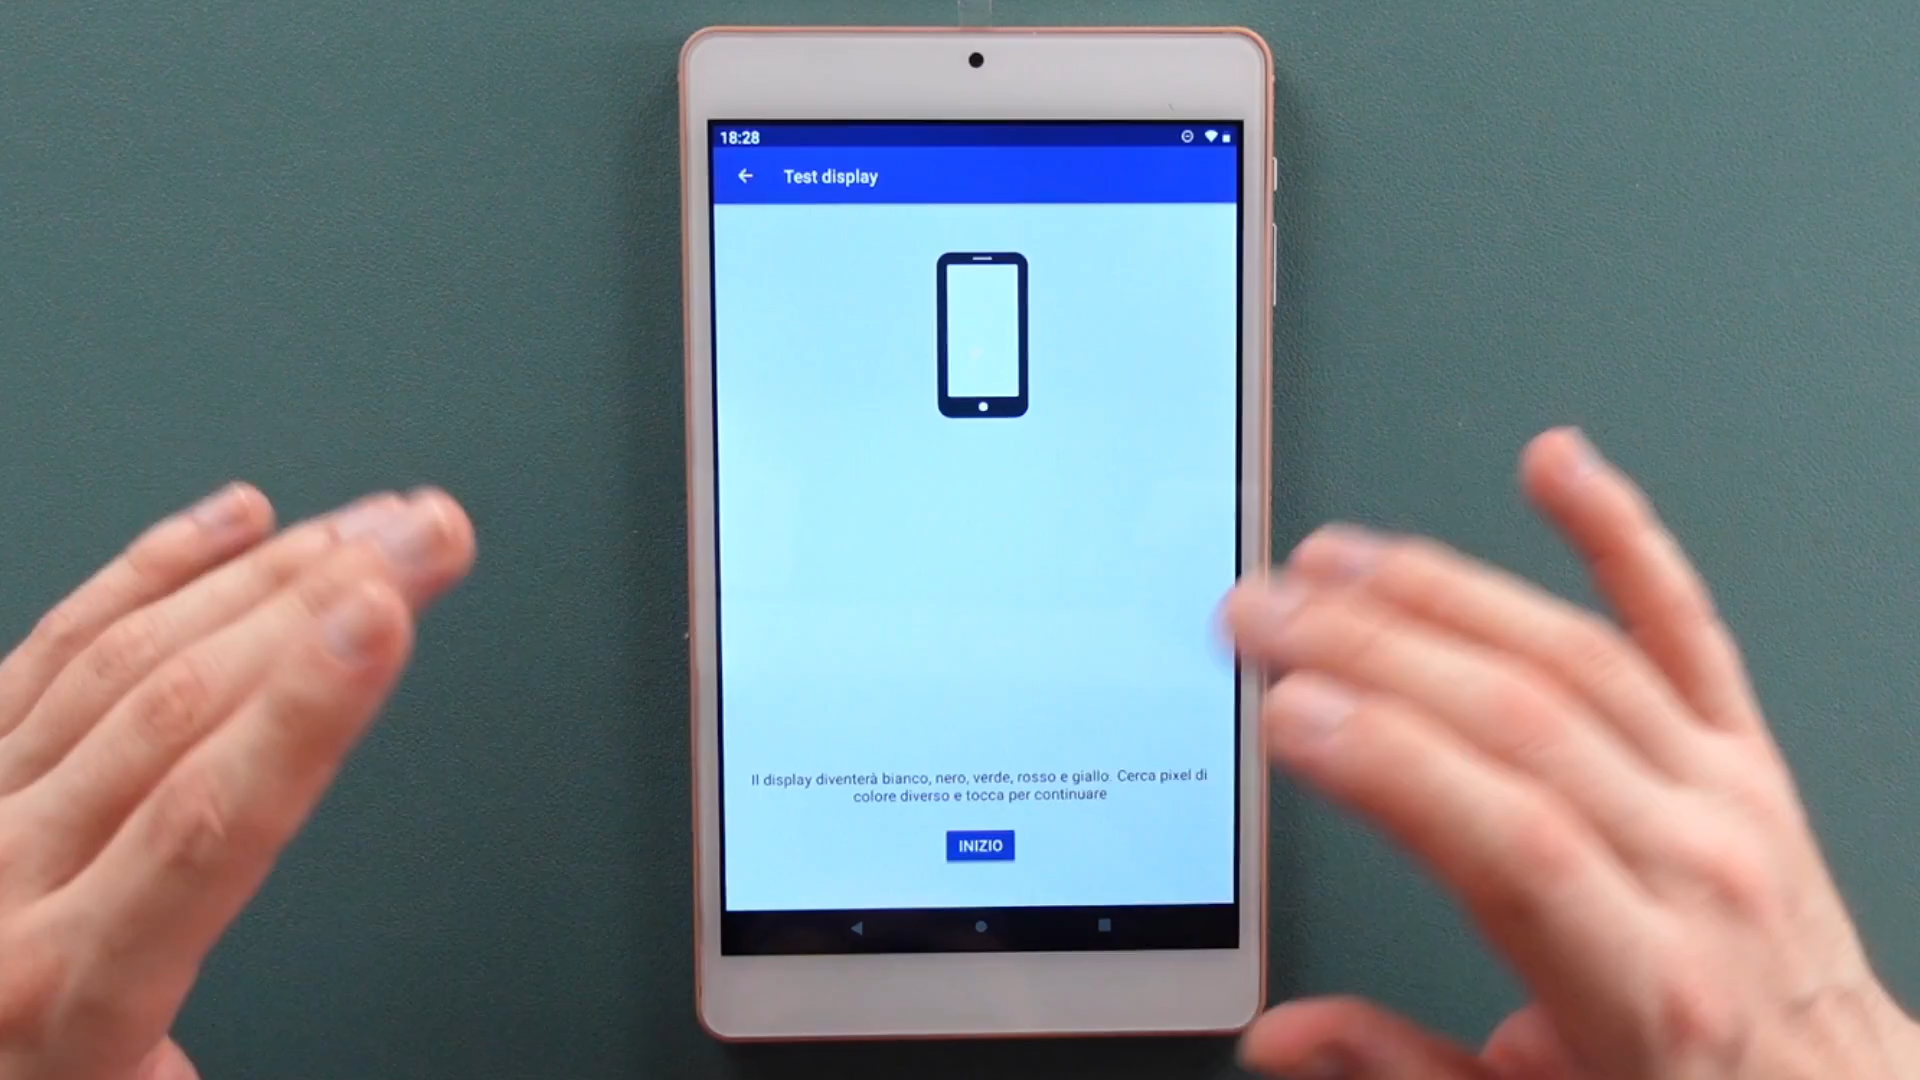 18:28
Test display
Il display diventerà bianco, nero, verde, rosso e giallo. Cerca pixel di
colore diverso e tocca per continuare
INIZIO